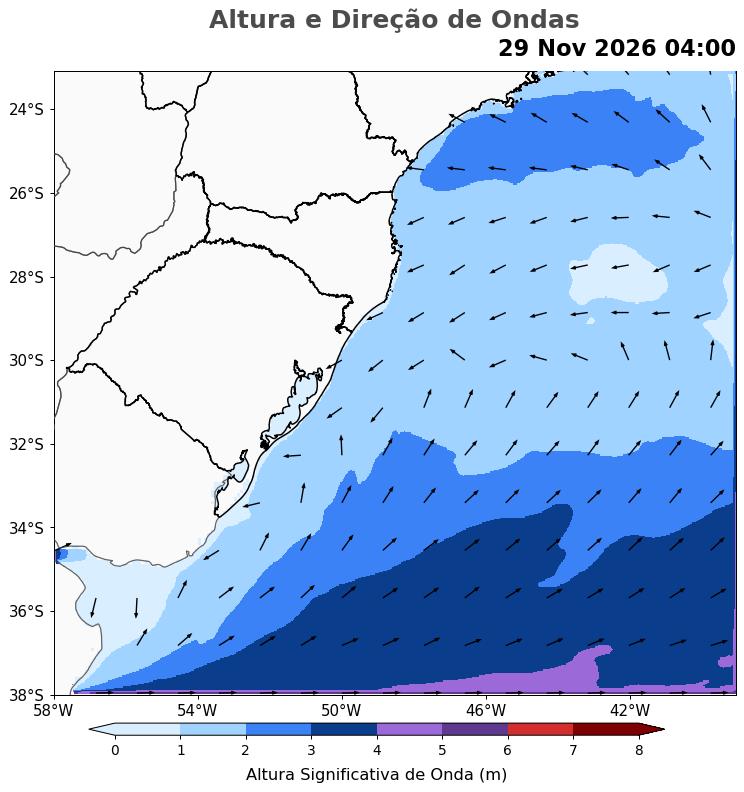 Altura e Direção de Ondas
29 Nov 2026 04:00
24°S
26°S
28°S
30°S
32°S
34°S
36°S
38°S
58°W 54°W 50°W 46°W 42°W
0 1 2 3 4 5 6 7 8
Altura Significativa de Onda (m)